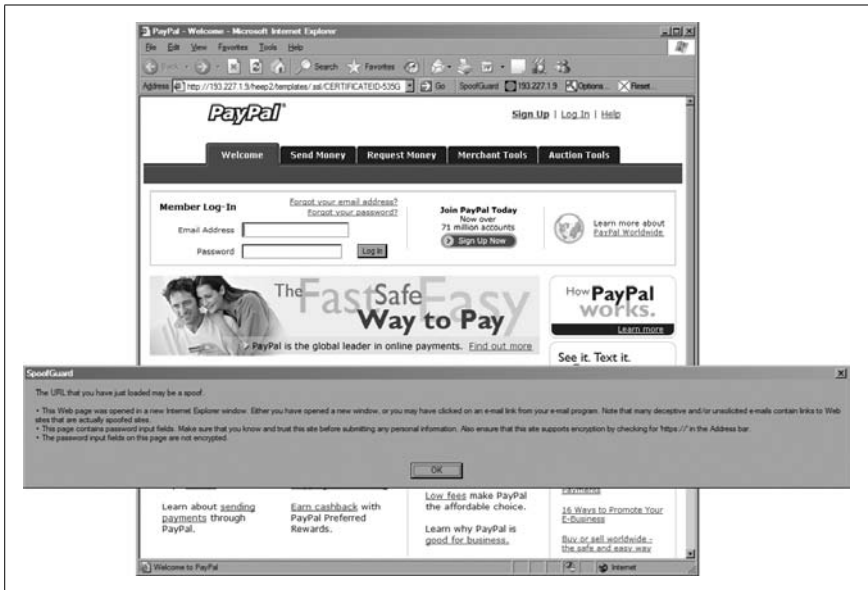 PayPal - Welcome - Microsoft Internet Explorer
File Edit View Favorites Tools Help
Search Favorites
Address http://193.227.1.9/heep2/templates/.ssl/CERTIFICATEID-535G Go SpoofGuard 193.227.1.9 Options... Reset...
PayPal
Sign Up | Log In | Help
Welcome Send Money Request Money Merchant Tools Auction Tools
Member Log-In
Forgot your email address?
Forgot your password?
Email Address
Password
Log In
Join PayPal Today
Now over
71 million accounts
Sign Up Now
Learn more about
PayPal Worldwide
The Fast Safe Easy
Way to Pay
PayPal is the global leader in online payments. Find out more
How PayPal
works.
Learn more
See it. Text it.
SpoofGuard
The URL that you have just loaded may be a spoof.
• This Web page was opened in a new Internet Explorer window. Either you have opened a new window, or you may have clicked on an e-mail link from your e-mail program. Note that many deceptive and/or unsolicited e-mails contain links to Web
sites that are actually spoofed sites.
• This page contains password input fields. Make sure that you know and trust this site before submitting any personal information. Also ensure that this site supports encryption by checking for 'https://' in the Address bar.
• The password input fields on this page are not encrypted.
OK
Learn about sending
payments through
PayPal.
Earn cashback with
PayPal Preferred
Rewards.
Low fees make PayPal
the affordable choice.
Learn why PayPal is
good for business.
Payments
16 Ways to Promote Your
E-Business
Buy or sell worldwide -
the safe and easy way
Welcome to PayPal
Internet